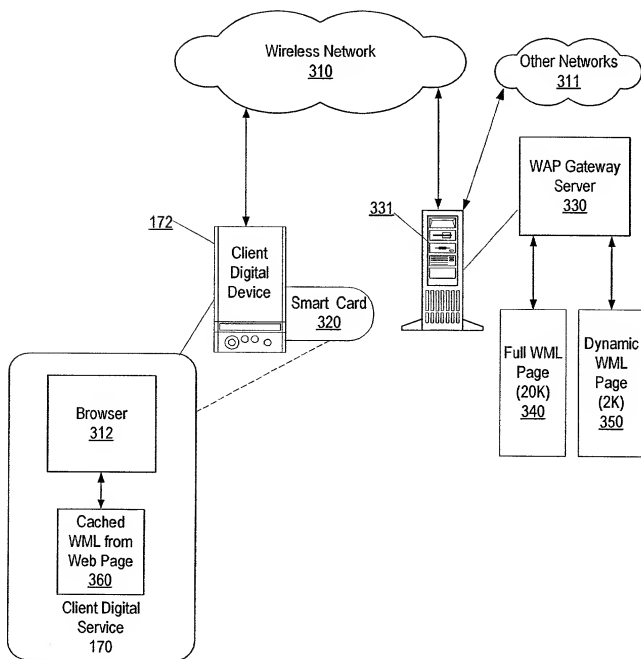 Wireless Network
310
Other Networks
311
WAP Gateway
Server
330
331
172
Client
Digital
Device
Smart Card
320
Full WML
Page
(20K)
340
Dynamic
WML
Page
(2K)
350
Browser
312
Cached
WML from
Web Page
360
Client Digital
Service
170